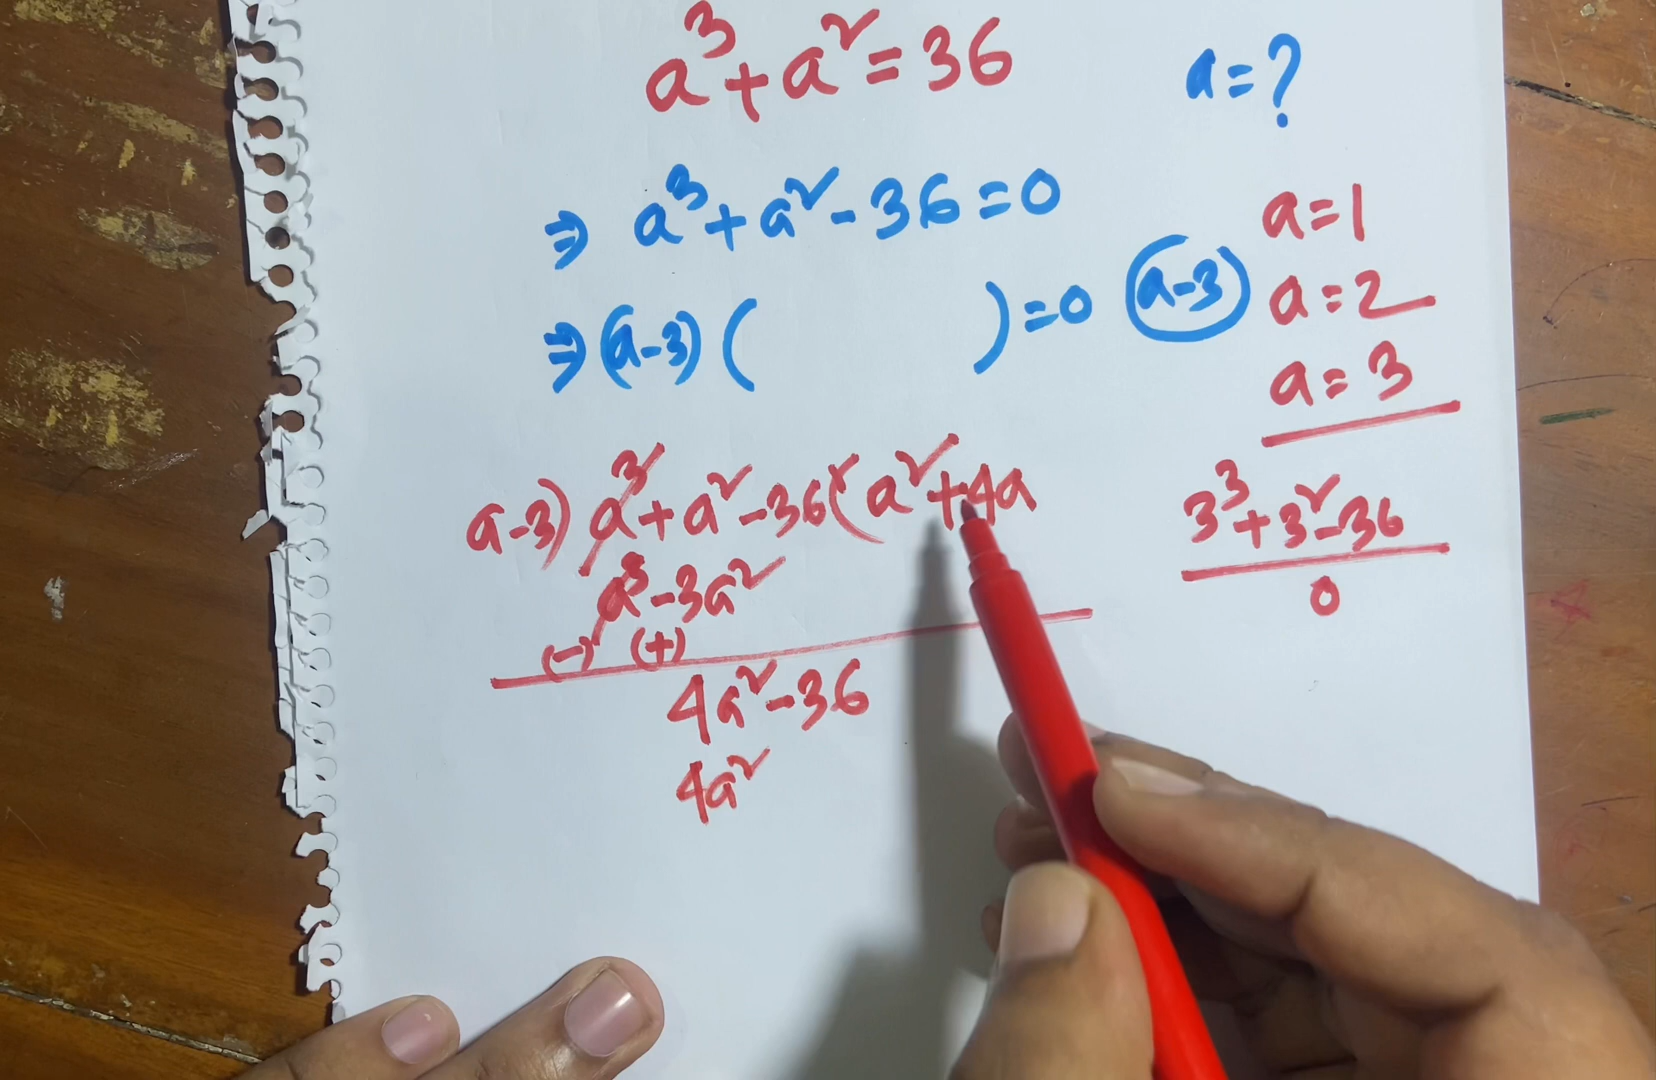 a³+a²=36
a=?
⇒ a³+a²-36=0
a=1
⇒(a-3)( )=0
(a-3)
a=2
a=3
a-3) a³+a²-36(a²+4a
a³-3a²
(-) (+)
4a²-36
4a²
3³+3²-36
0